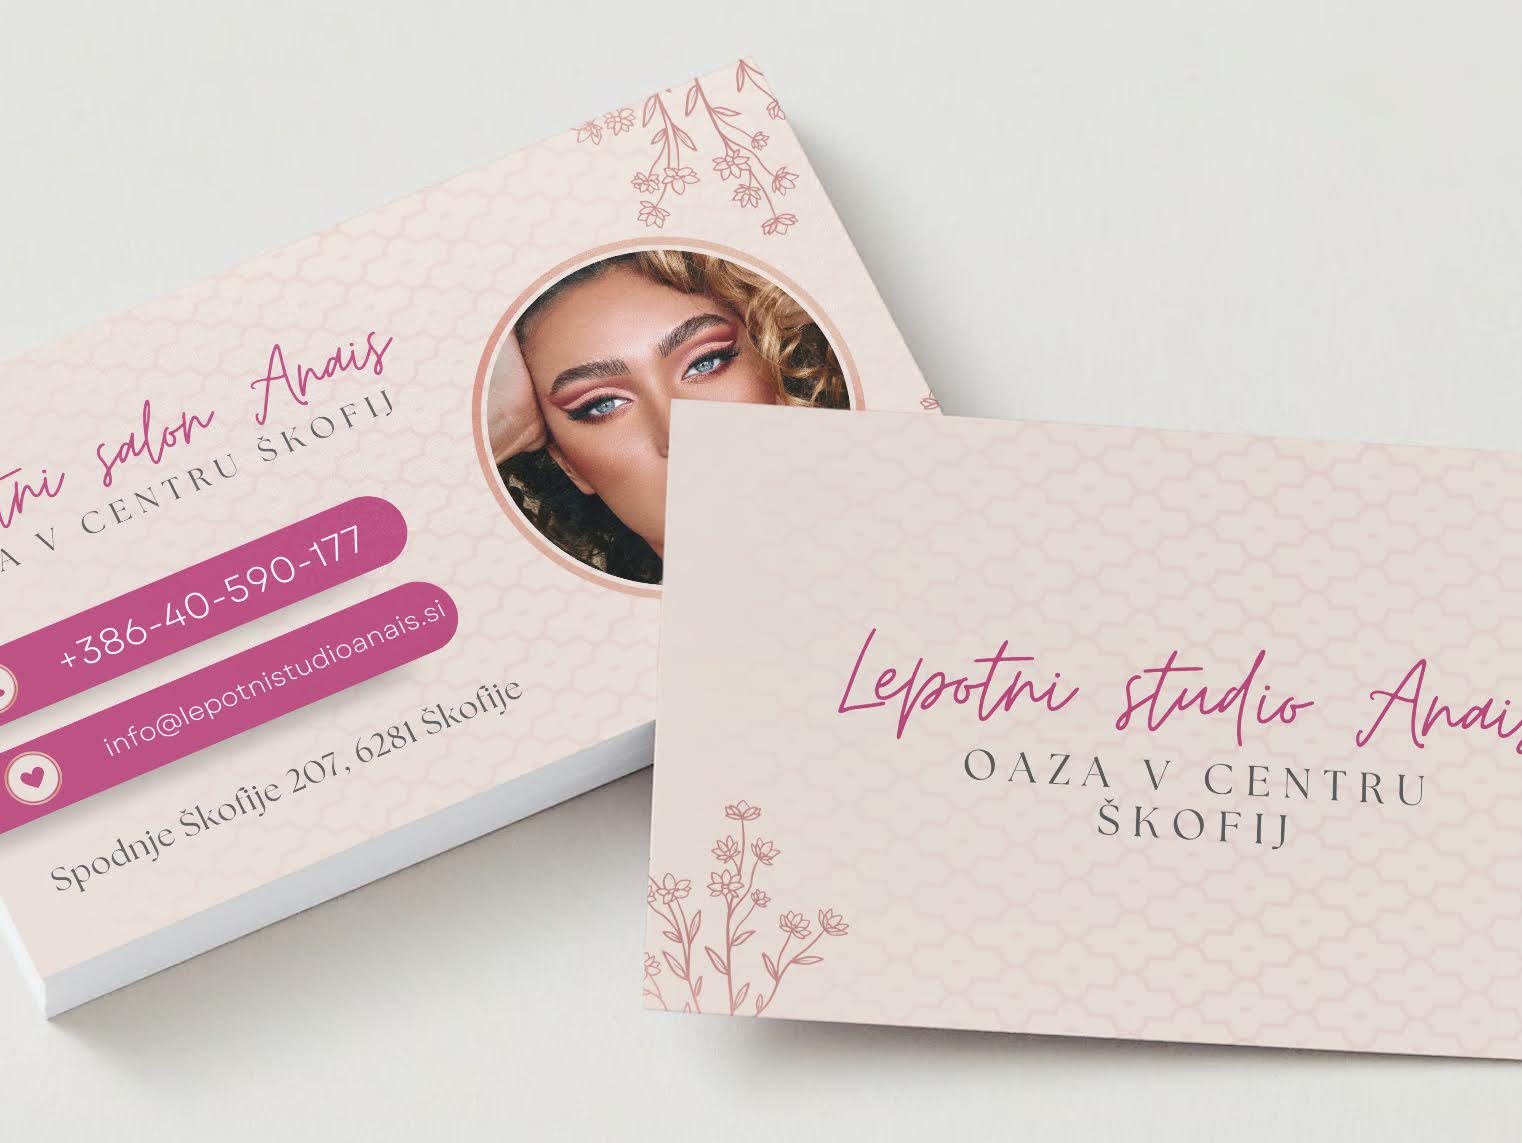 salon Anais
V CENTRU ŠKOFIJ
+386-40-590-177
info@lepotnistudioanais.si
Spodnje Škofije 207, 6281 Škofije
Lepotni studio Anais
OAZA V CENTRU
ŠKOFIJ